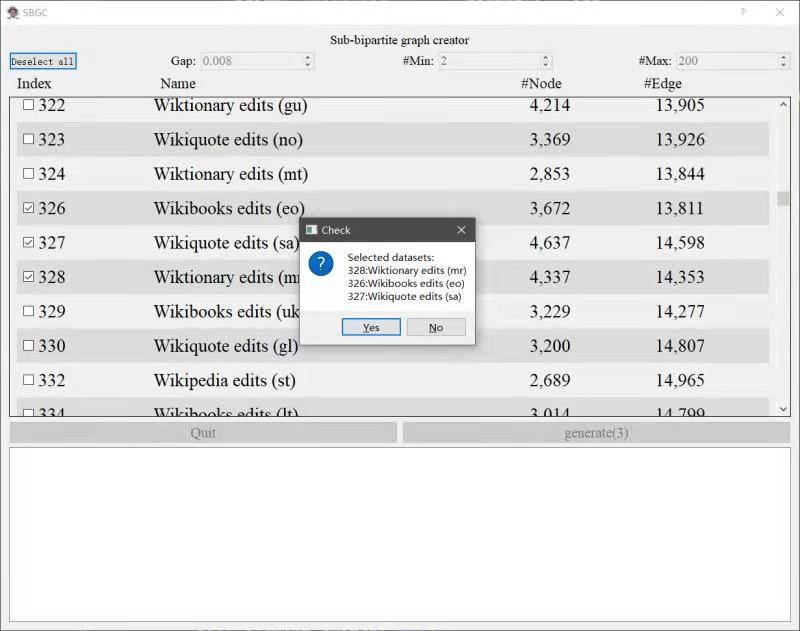 SBGC
Sub-bipartite graph creator
Deselect all Gap: 0.008 #Min: 2 #Max: 200
Index Name #Node #Edge
322 Wiktionary edits (gu) 4,214 13,905
323 Wikiquote edits (no) 3,369 13,926
324 Wiktionary edits (mt) 2,853 13,844
326 Wikibooks edits (eo) 3,672 13,811
327 Wikiquote edits (sa) 4,637 14,598
328 Wiktionary edits (mr 4,337 14,353
329 Wikibooks edits (uk 3,229 14,277
330 Wikiquote edits (gl) 3,200 14,807
332 Wikipedia edits (st) 2,689 14,965
334 Wikibooks edits (lt) 3,014 14,799
Check
Selected datasets:
328:Wiktionary edits (mr)
326:Wikibooks edits (eo)
327:Wikiquote edits (sa)
Yes No
Quit generate(3)